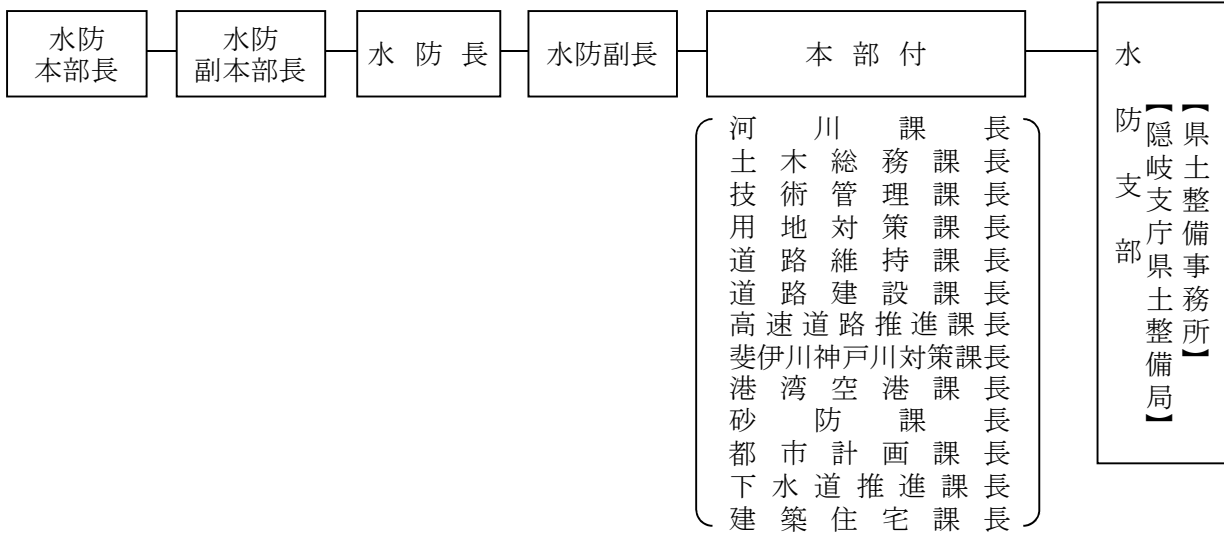 水防
本部長
水防
副本部長
水防長
水防副長
本部付
河川課長
土木総務課長
技術管理課長
用地対策課長
道路維持課長
道路建設課長
高速道路推進課長
斐伊川神戸川対策課長
港湾空港課長
砂防課長
都市計画課長
下水道推進課長
建築住宅課長
水防支部
【県土整備事務所】
【隠岐支庁県土整備局】